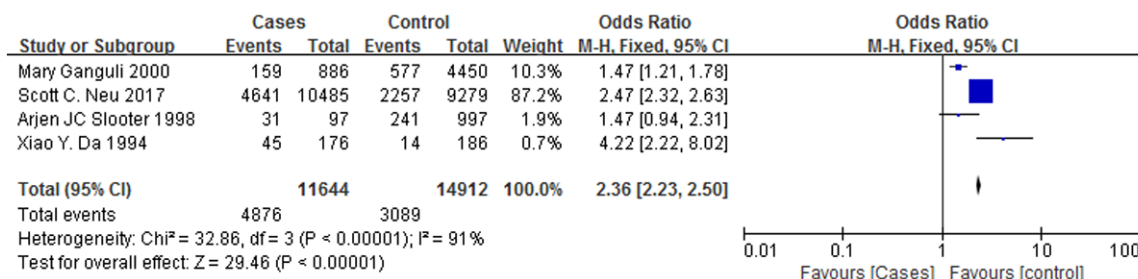 Cases Control Odds Ratio Odds Ratio
Study or Subgroup Events Total Events Total Weight M-H, Fixed, 95% CI M-H, Fixed, 95% CI
Mary Ganguli 2000 159 886 577 4450 10.3% 1.47 [1.21, 1.78]
Scott C. Neu 2017 4641 10485 2257 9279 87.2% 2.47 [2.32, 2.63]
Arjen JC Slooter 1998 31 97 241 997 1.9% 1.47 [0.94, 2.31]
Xiao Y. Da 1994 45 176 14 186 0.7% 4.22 [2.22, 8.02]
Total (95% CI) 11644 14912 100.0% 2.36 [2.23, 2.50]
Total events 4876 3089
Heterogeneity: Chi² = 32.86, df = 3 (P < 0.00001); I² = 91%
Test for overall effect: Z = 29.46 (P < 0.00001)
0.01 0.1 1 10 100
Favours [Cases] Favours [control]